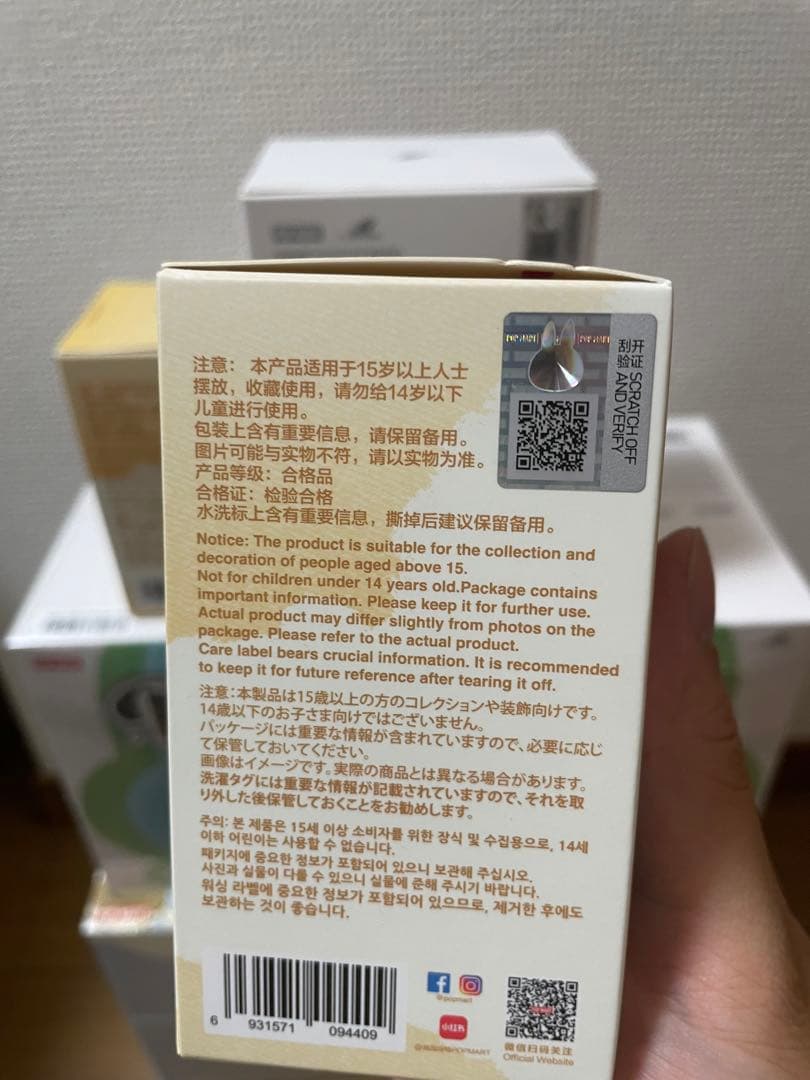 POP MART
POP MART
刮开
验证
SCRATCH OFF
AND VERIFY
注意： 本产品适用于15岁以上人士
摆放，收藏使用，请勿给14岁以下
儿童进行使用。
包装上含有重要信息，请保留备用。
图片可能与实物不符，请以实物为准。
产品等级：合格品
合格证：检验合格
水洗标上含有重要信息，撕掉后建议保留备用。
Notice: The product is suitable for the collection and
decoration of people aged above 15.
Not for children under 14 years old.Package contains
important information. Please keep it for further use.
Actual product may differ slightly from photos on the
package. Please refer to the actual product.
Care label bears crucial information. It is recommended
to keep it for future reference after tearing it off.
注意：本製品は15歳以上の方のコレクションや装飾向けです。
14歳以下のお子さま向けではございません。
パッケージには重要な情報が含まれていますので、必要に応じ
て保管しておいてください。
画像はイメージです。実際の商品とは異なる場合があります。
洗濯タグには重要な情報が記載されていますので、それを取
り外した後保管しておくことをお勧めします。
주의: 본 제품은 15세 이상 소비자를 위한 장식 및 수집용으로, 14세
이하 어린이는 사용할 수 없습니다.
패키지에 중요한 정보가 포함되어 있으니 보관해 주십시오.
사진과 실물이 다를 수 있으니 실물에 준해 주시기 바랍니다.
워싱 라벨에 중요한 정보가 포함되어 있으므로, 제거한 후에도
보관하는 것이 좋습니다.
6 931571 094409
@popmart
小红书
微信扫码关注
Official Website